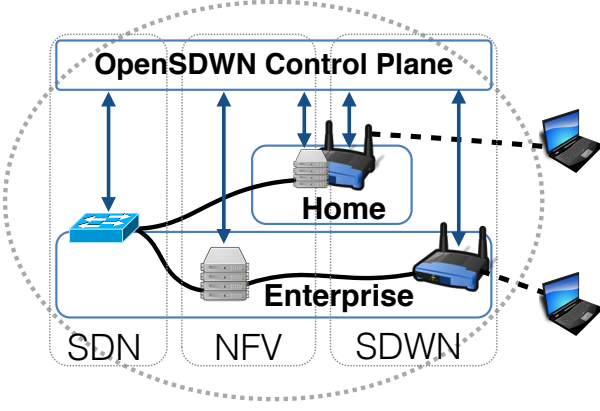 OpenSDWN Control Plane
Home
Enterprise
SDN
NFV
SDWN